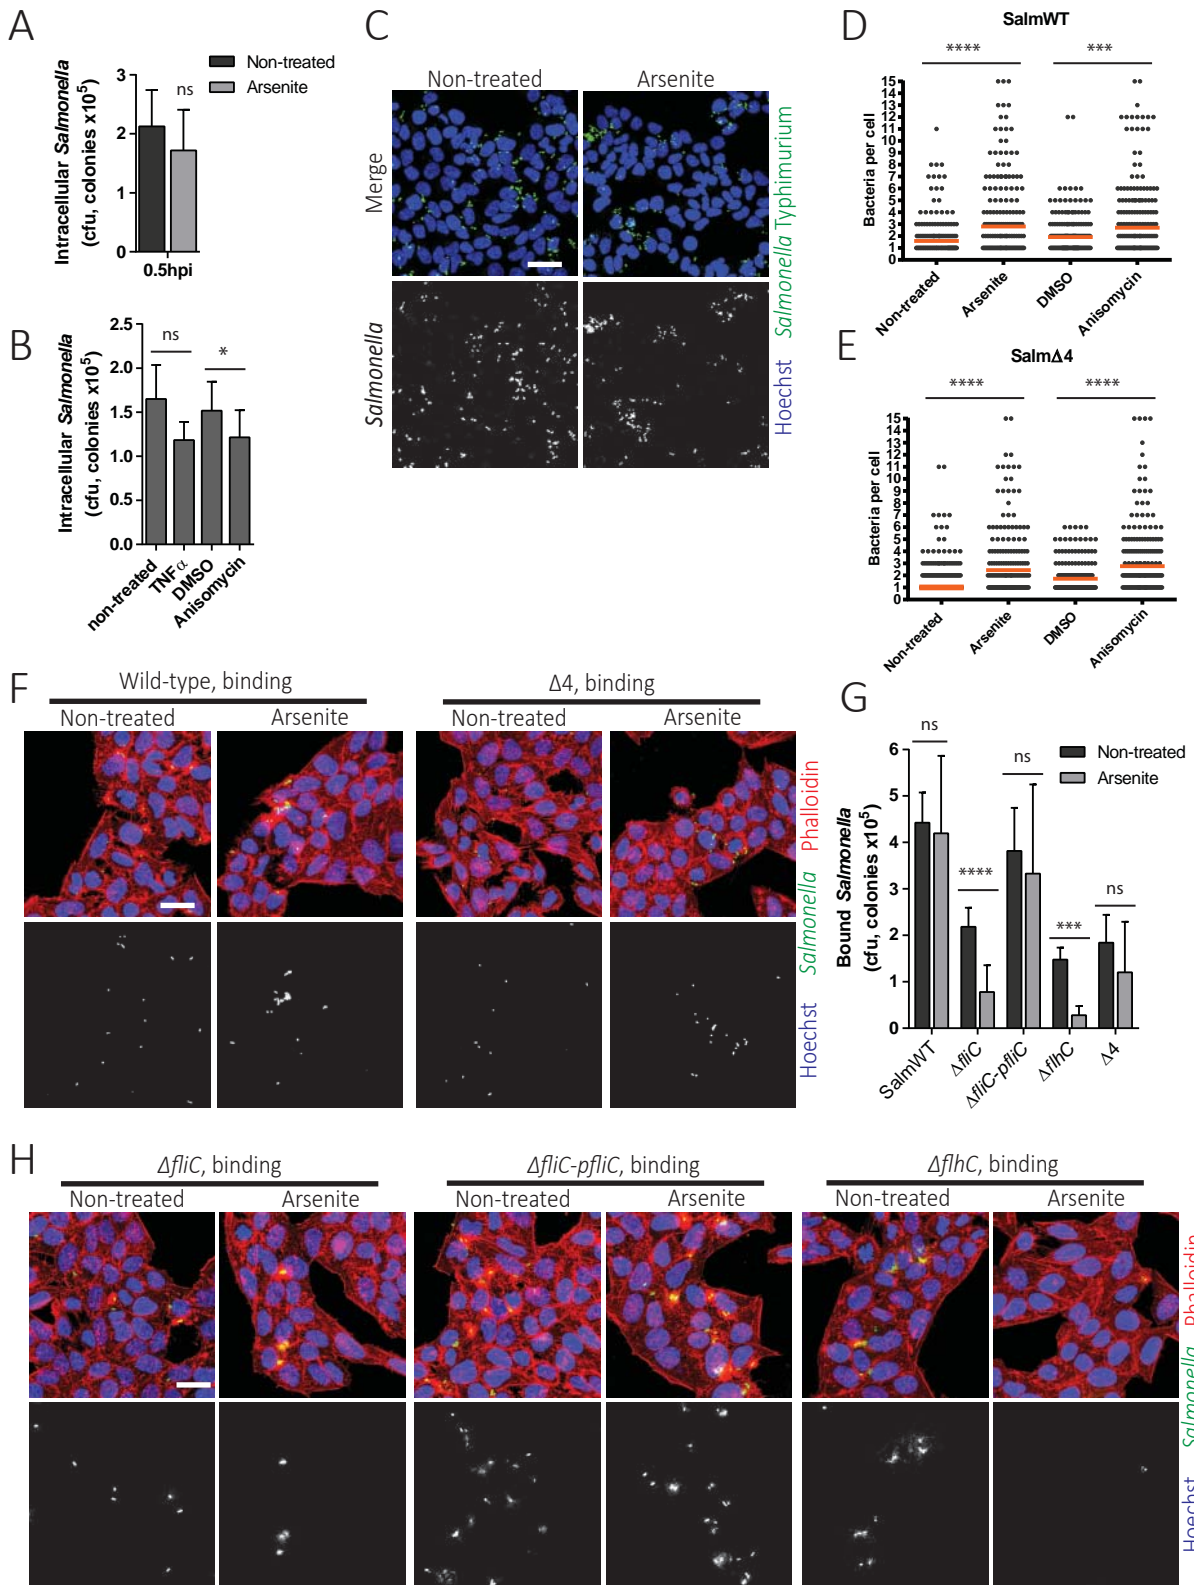 A
Non-treated
Arsenite
Intracellular Salmonella
(cfu, colonies x10⁵)
3
2
1
0
ns
0.5hpi
B
Intracellular Salmonella
(cfu, colonies x10⁵)
2.5
2.0
1.5
1.0
0.5
0.0
ns
*
non-treated
TNFα
DMSO
Anisomycin
C
Non-treated
Arsenite
Merge
Salmonella
Hoechst Salmonella Typhimurium
D
SalmWT
****
***
Bacteria per cell
15
14
13
12
11
10
9
8
7
6
5
4
3
2
1
0
Non-treated
Arsenite
DMSO
Anisomycin
E
SalmΔ4
****
****
Bacteria per cell
15
14
13
12
11
10
9
8
7
6
5
4
3
2
1
0
Non-treated
Arsenite
DMSO
Anisomycin
F
Wild-type, binding
Δ4, binding
Non-treated
Arsenite
Non-treated
Arsenite
Hoechst Salmonella Phalloidin
G
Non-treated
Arsenite
Bound Salmonella
(cfu, colonies x10⁵)
6
5
4
3
2
1
0
ns
****
ns
***
ns
SalmWT
ΔfliC
ΔfliC-pfliC
ΔflhC
Δ4
H
ΔfliC, binding
ΔfliC-pfliC, binding
ΔflhC, binding
Non-treated
Arsenite
Non-treated
Arsenite
Non-treated
Arsenite
Hoechst Salmonella Phalloidin